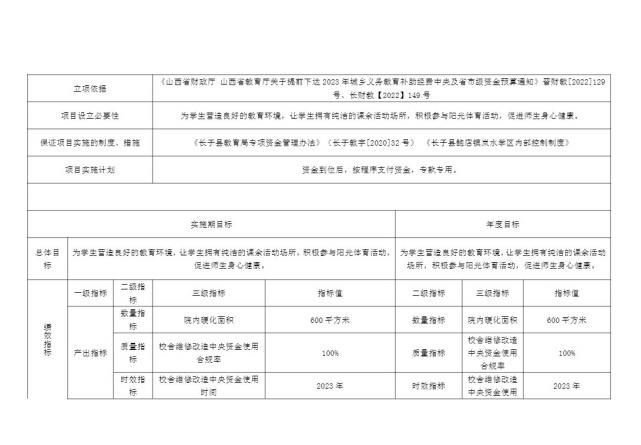 立项依据
《山西省财政厅 山西省教育厅关于提前下达2023年城乡义务教育补助经费中央及省市级资金预算通知》晋财教[2022]129
号、长财教【2022】149号
项目设立必要性
为学生营造良好的教育环境，让学生拥有纯洁的课余活动场所，积极参与阳光体育活动，促进师生身心健康。
保证项目实施的制度、措施
《长子县教育局专项资金管理办法》（长子教字[2020]32号） 《长子县鲍店镇岚水学区内部控制制度》
项目实施计划
资金到位后，按程序支付资金，专款专用。
实施期目标
年度目标
总体目
标
为学生营造良好的教育环境，让学生拥有纯洁的课余活动场所，积极参与阳光体育活动，
促进师生身心健康。
为学生营造良好的教育环境，让学生拥有纯洁的课余活动
场所，积极参与阳光体育活动，促进师生身心健康。
绩
效
指
标
一级指标
二级指
标
三级指标
指标值
二级指标
三级指标
指标值
产出指标
数量指
标
院内硬化面积
600平方米
数量指标
院内硬化面积
600平方米
质量指
标
校舍维修改造中央资金使用
合规率
100%
质量指标
校舍维修改造
中央资金使用
合规率
100%
时效指
标
校舍维修改造中央资金使用
时间
2023年
时效指标
校舍维修改造
中央资金使用
2023年